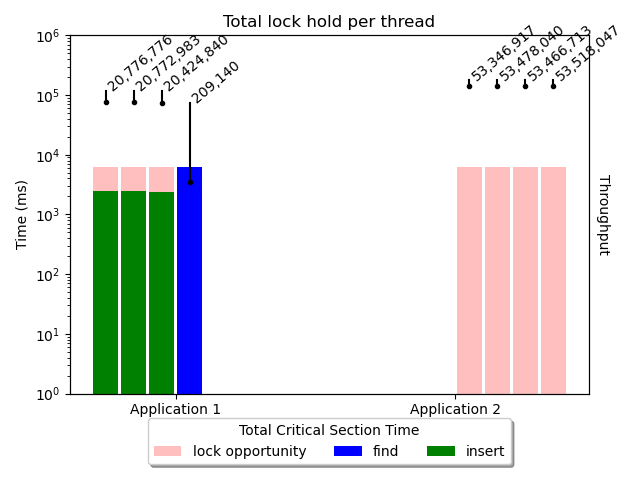 Total lock hold per thread
20,776,776
20,772,983
20,424,840
209,140
53,346,917
53,478,040
53,466,713
53,518,047
10^6
10^5
10^4
10^3
10^2
10^1
10^0
Time (ms)
Throughput
Application 1
Application 2
Total Critical Section Time
lock opportunity find insert